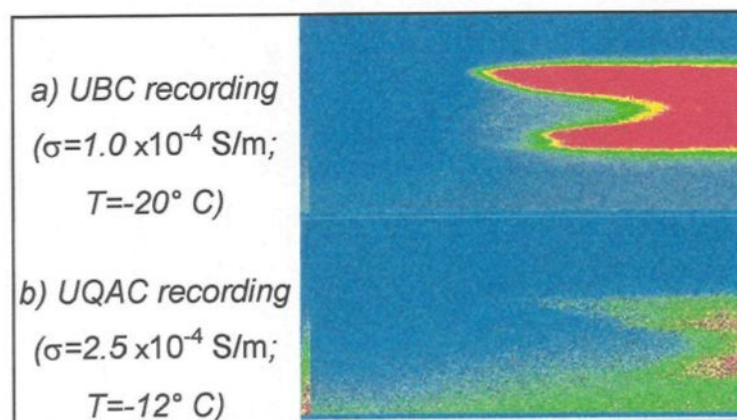 a) UBC recording
(σ=1.0 x10⁻⁴ S/m;
T=-20° C)
b) UQAC recording
(σ=2.5 x10⁻⁴ S/m;
T=-12° C)